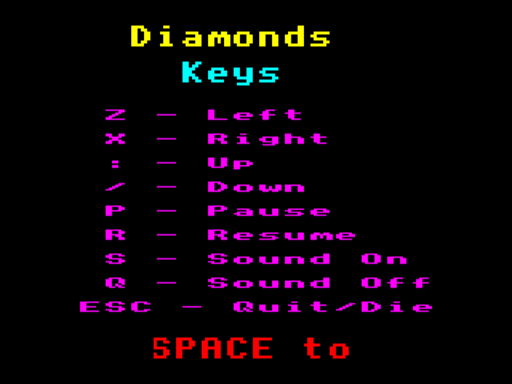 Diamonds
Keys
Z - Left
X - Right
: - Up
/ - Down
P - Pause
R - Resume
S - Sound On
Q - Sound Off
ESC - Quit/Die
SPACE to